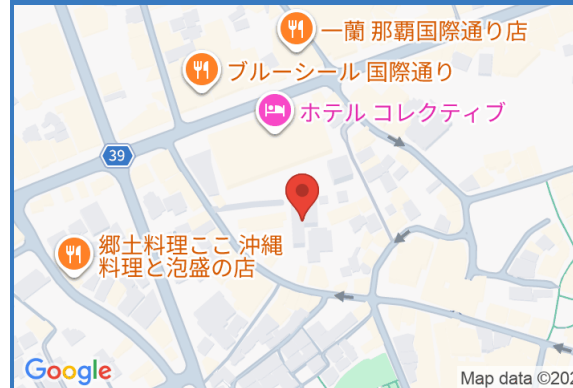 一蘭 那覇国際通り店
ブルーシール 国際通り
ホテル コレクティブ
39
郷土料理ここ 沖縄
料理と泡盛の店
Google
Map data ©202